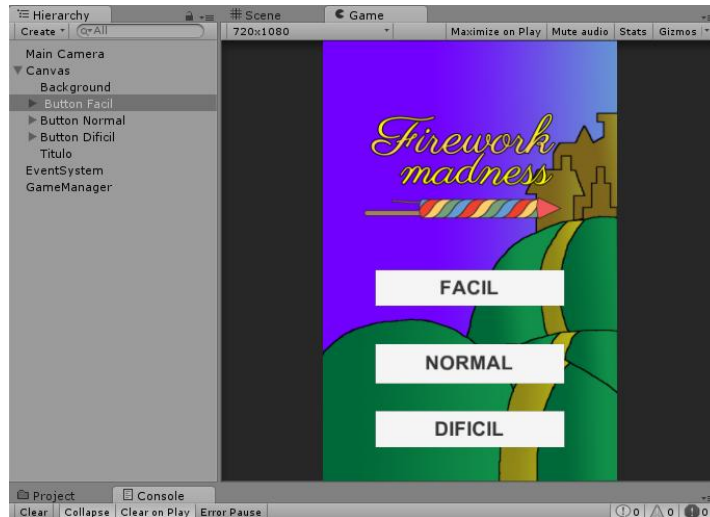 Hierarchy
Create
All
Main Camera
Canvas
Background
Button Facil
Button Normal
Button Dificil
Titulo
EventSystem
GameManager
Scene Game
720x1080 Maximize on Play Mute audio Stats Gizmos
Firework
madness
FACIL
NORMAL
DIFICIL
Project Console
Clear Collapse Clear on Play Error Pause 0 0 0